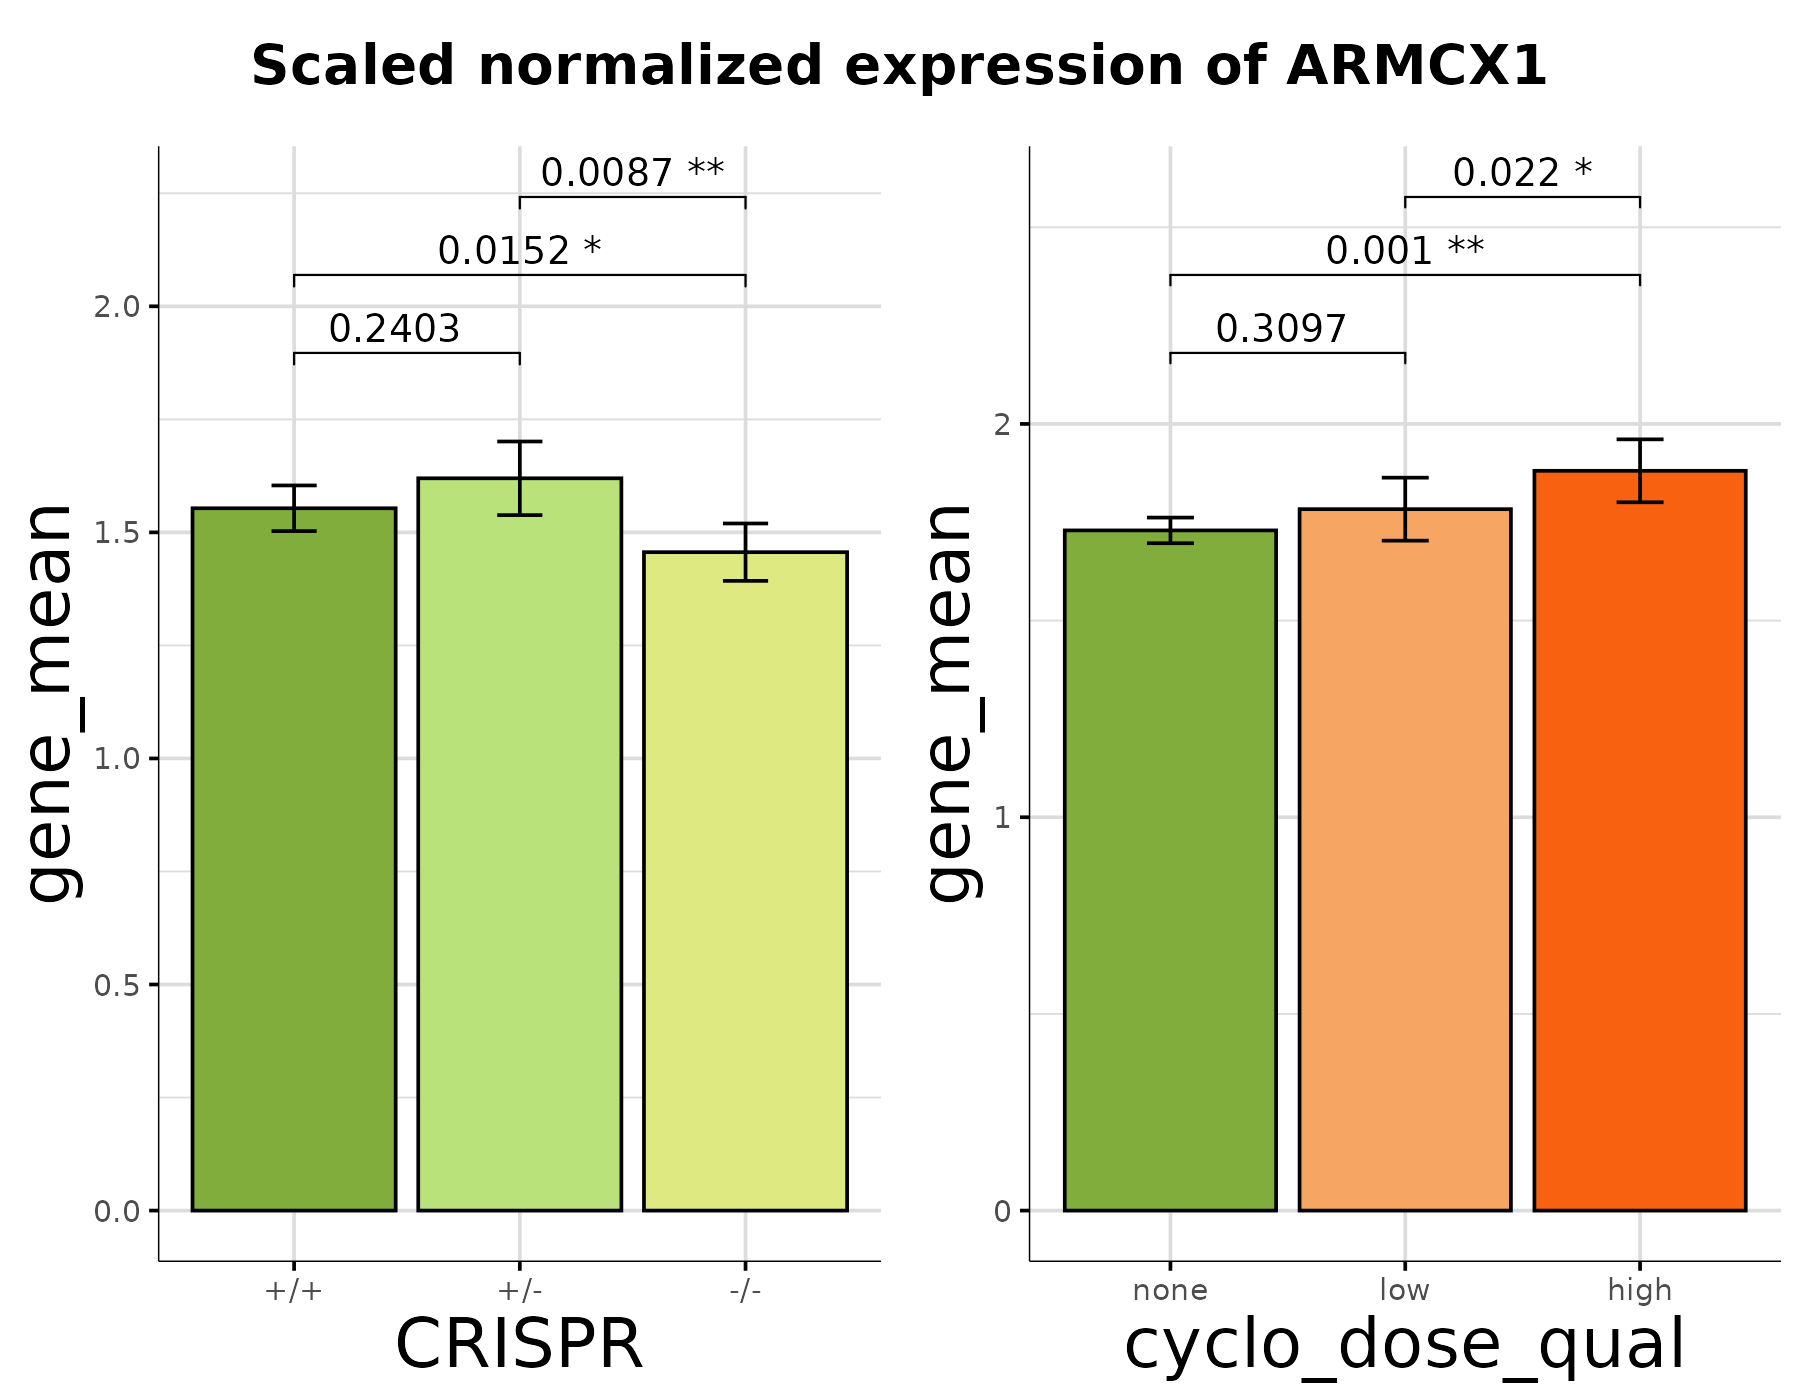 Scaled normalized expression of ARMCX1
gene_mean
2.0
1.5
1.0
0.5
0.0
0.0087 **
0.0152 *
0.2403
+/+ +/- -/-
CRISPR
gene_mean
2
1
0
0.022 *
0.001 **
0.3097
none low high
cyclo_dose_qual